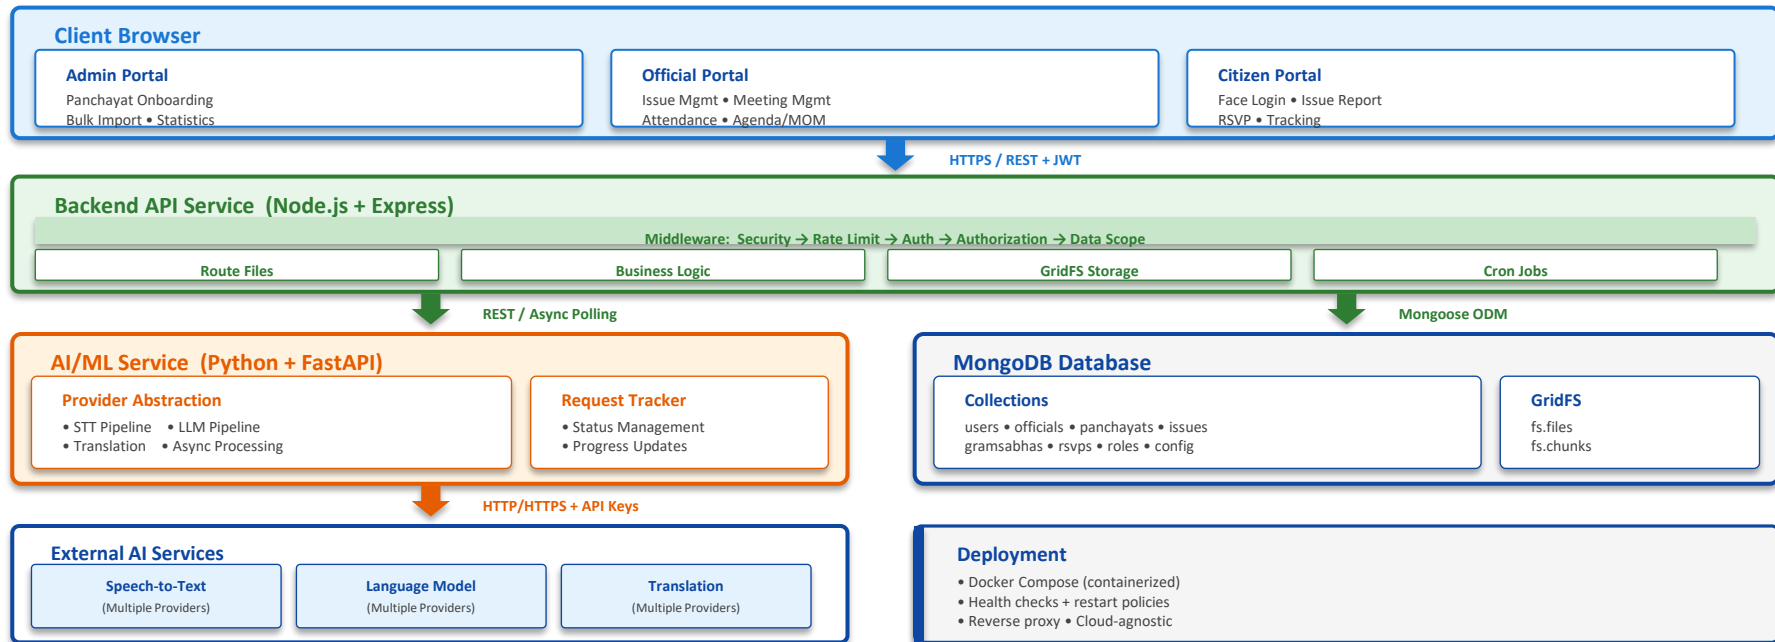 Client Browser
Admin Portal
Panchayat Onboarding
Bulk Import • Statistics
Official Portal
Issue Mgmt • Meeting Mgmt
Attendance • Agenda/MOM
Citizen Portal
Face Login • Issue Report
RSVP • Tracking
HTTPS / REST + JWT
Backend API Service (Node.js + Express)
Middleware: Security → Rate Limit → Auth → Authorization → Data Scope
Route Files
Business Logic
GridFS Storage
Cron Jobs
REST / Async Polling
Mongoose ODM
AI/ML Service (Python + FastAPI)
Provider Abstraction
• STT Pipeline • LLM Pipeline
• Translation • Async Processing
Request Tracker
• Status Management
• Progress Updates
MongoDB Database
Collections
users • officials • panchayats • issues
gramsabhas • rsvps • roles • config
GridFS
fs.files
fs.chunks
HTTP/HTTPS + API Keys
External AI Services
Speech-to-Text
(Multiple Providers)
Language Model
(Multiple Providers)
Translation
(Multiple Providers)
Deployment
• Docker Compose (containerized)
• Health checks + restart policies
• Reverse proxy • Cloud-agnostic